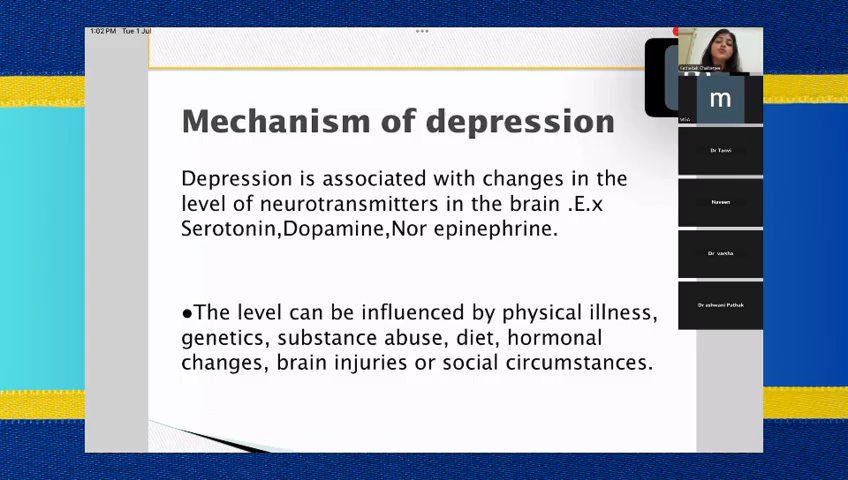 1:02 PM Tue 1 Jul
Mechanism of depression
Depression is associated with changes in the
level of neurotransmitters in the brain .E.x
Serotonin,Dopamine,Nor epinephrine.
●The level can be influenced by physical illness,
genetics, substance abuse, diet, hormonal
changes, brain injuries or social circumstances.
m
Dr Tanvi
Naveen
Dr varsha
Dr ashwani Pathak